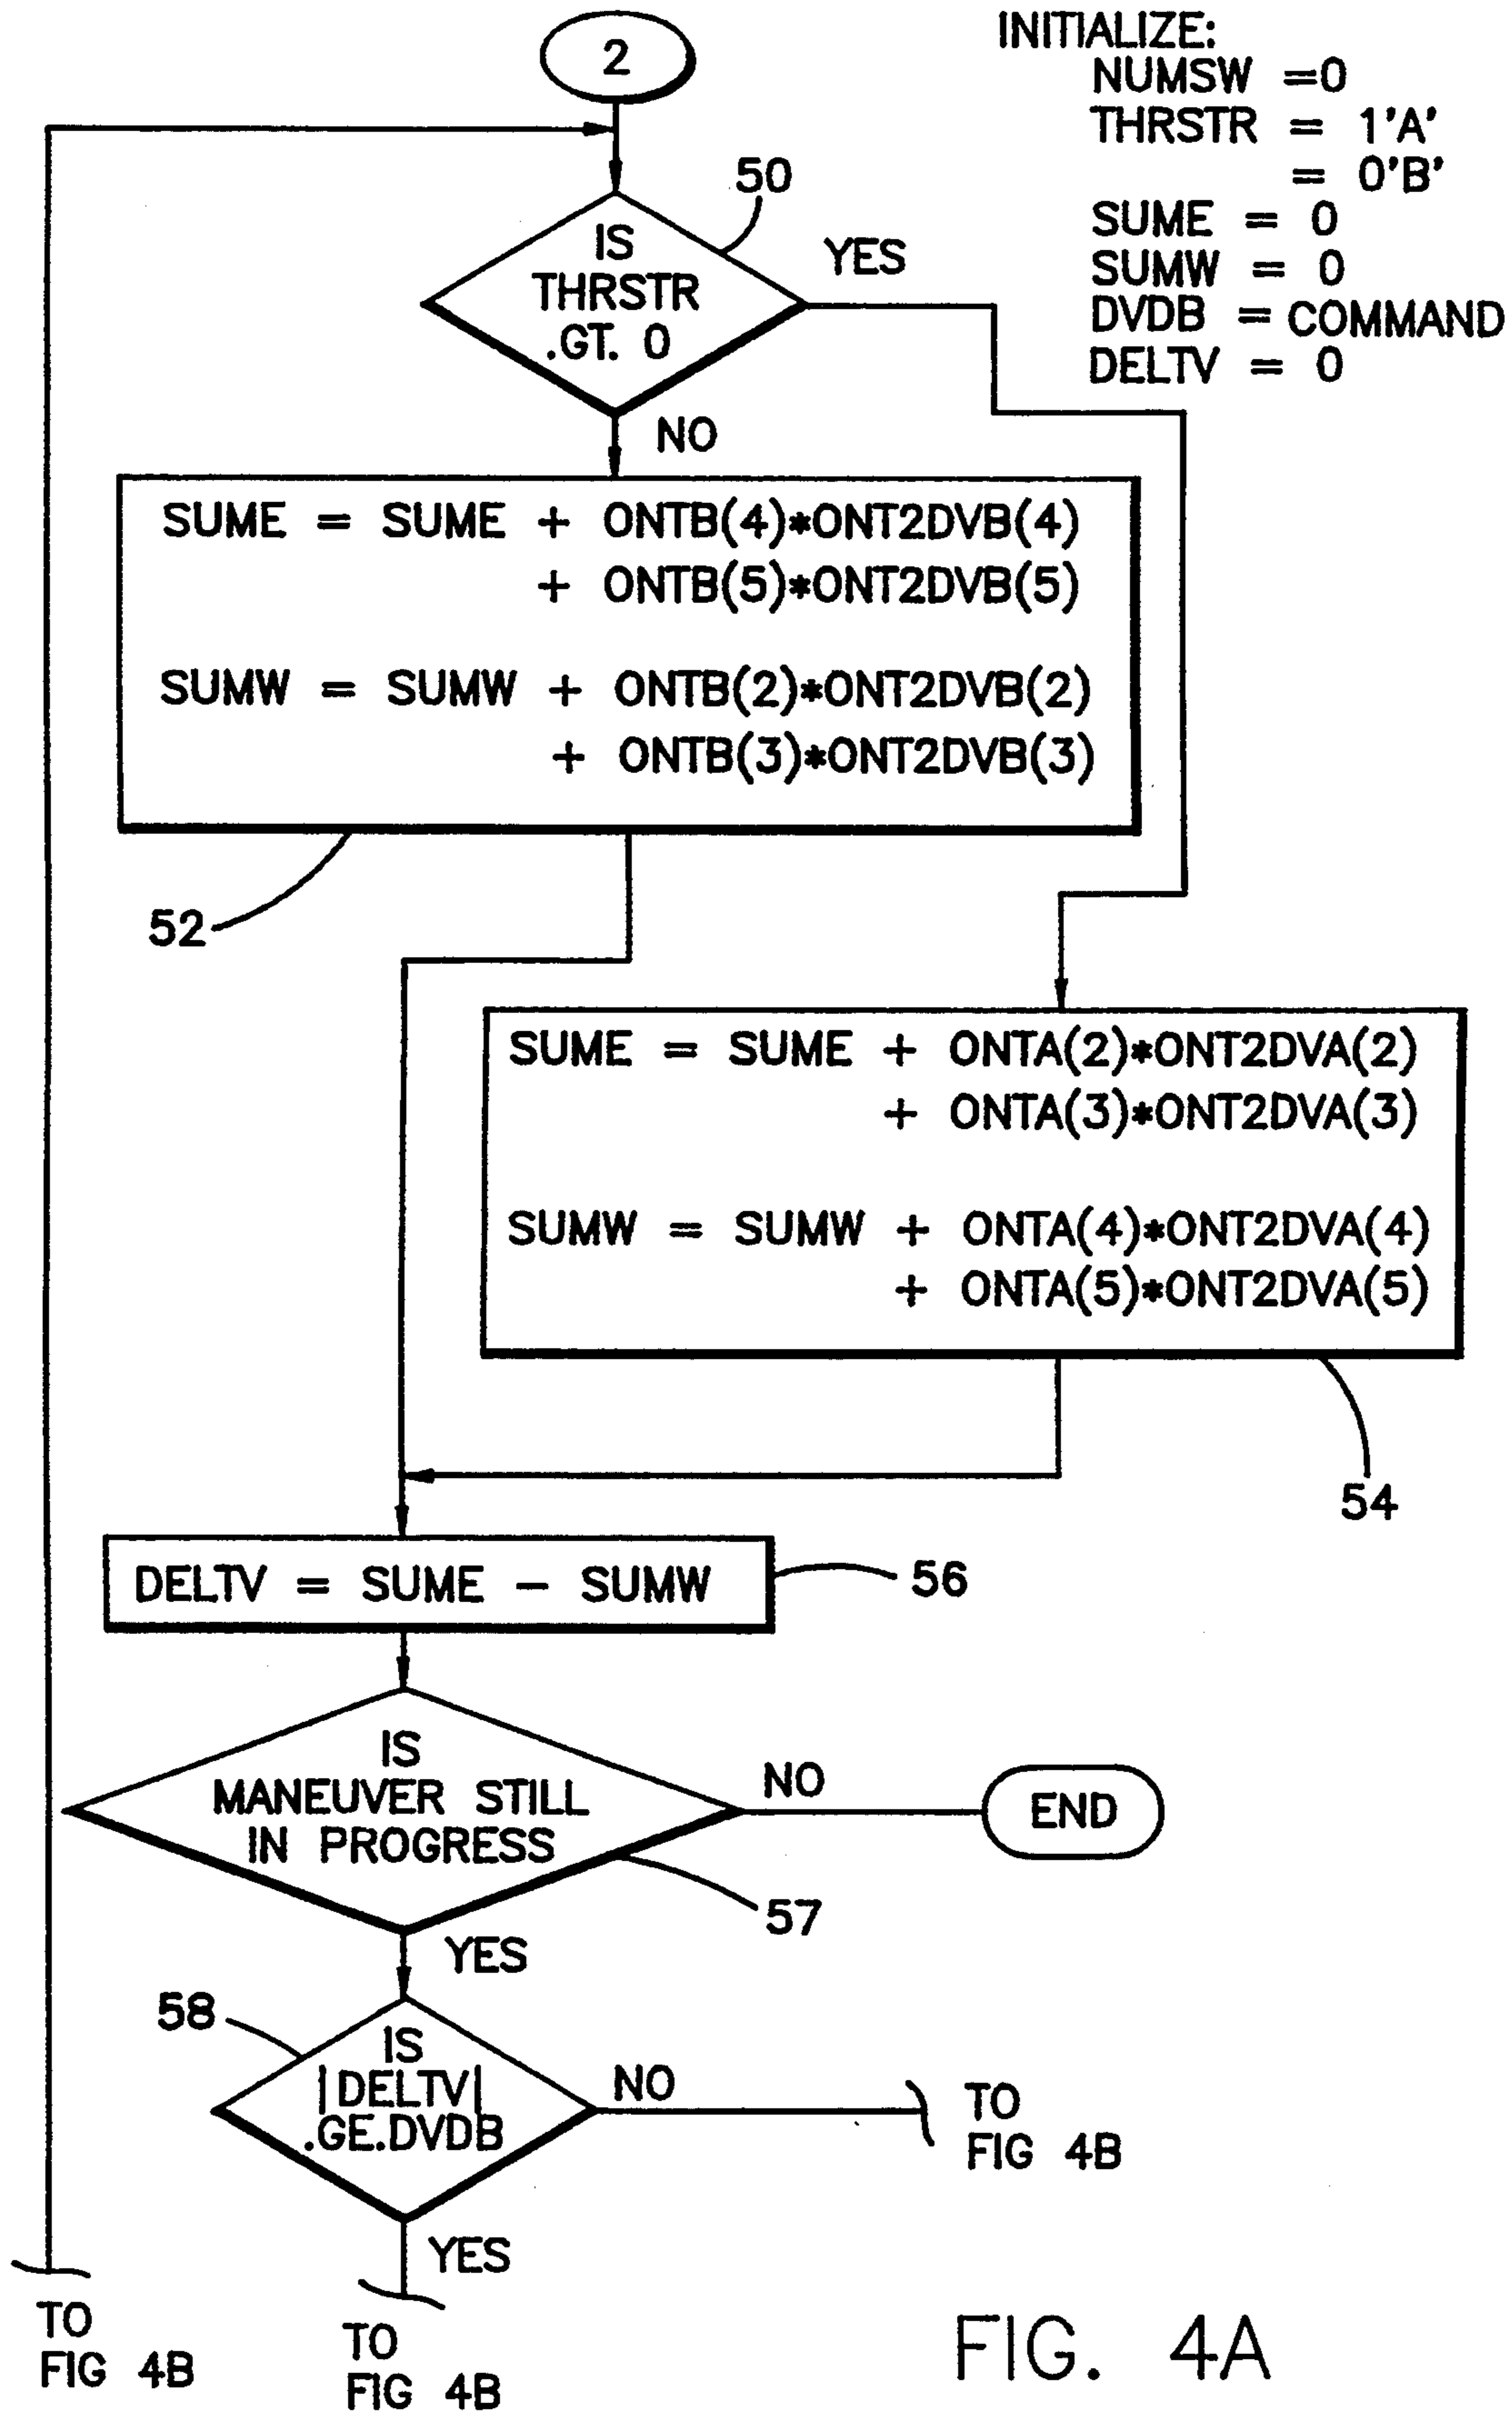 2
INITIALIZE:
NUMSW =0
THRSTR = 1'A'
= 0'B'
SUME = 0
SUMW = 0
DVDB = COMMAND
DELTV = 0
50
IS
THRSTR
.GT. 0
YES
NO
SUME = SUME + ONTB(4)*ONT2DVB(4)
+ ONTB(5)*ONT2DVB(5)
SUMW = SUMW + ONTB(2)*ONT2DVB(2)
+ ONTB(3)*ONT2DVB(3)
52
SUME = SUME + ONTA(2)*ONT2DVA(2)
+ ONTA(3)*ONT2DVA(3)
SUMW = SUMW + ONTA(4)*ONT2DVA(4)
+ ONTA(5)*ONT2DVA(5)
54
DELTV = SUME - SUMW
56
IS
MANEUVER STILL
IN PROGRESS
NO
END
57
YES
58
IS
|DELTV|
.GE.DVDB
NO
TO
FIG 4B
YES
TO
FIG 4B
TO
FIG 4B
FIG. 4A